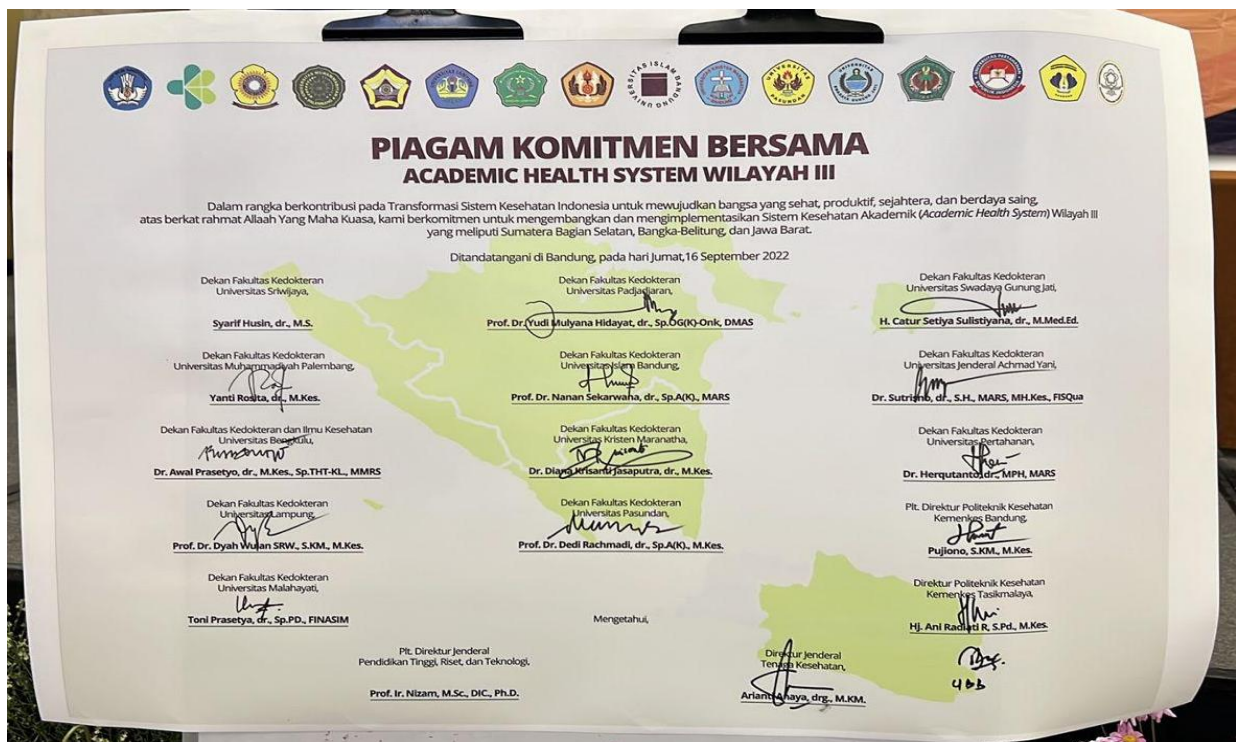 UNIVERSITAS ISLAM BANDUNG
UNIVERSITAS
PASUNDAN
PIAGAM KOMITMEN BERSAMA
ACADEMIC HEALTH SYSTEM WILAYAH III
Dalam rangka berkontribusi pada Transformasi Sistem Kesehatan Indonesia untuk mewujudkan bangsa yang sehat, produktif, sejahtera, dan berdaya saing,
atas berkat rahmat Allaah Yang Maha Kuasa, kami berkomitmen untuk mengembangkan dan mengimplementasikan Sistem Kesehatan Akademik (Academic Health System) Wilayah III
yang meliputi Sumatera Bagian Selatan, Bangka-Belitung, dan Jawa Barat.
Ditandatangani di Bandung, pada hari Jumat,16 September 2022
Dekan Fakultas Kedokteran
Universitas Sriwijaya,
Syarif Husin, dr., M.S.
Dekan Fakultas Kedokteran
Universitas Padjadjaran,
Prof. Dr. Yudi Mulyana Hidayat, dr., Sp.OG(K)-Onk, DMAS
Dekan Fakultas Kedokteran
Universitas Swadaya Gunung Jati,
H. Catur Setiya Sulistiyana, dr., M.Med.Ed.
Dekan Fakultas Kedokteran
Universitas Muhammadiyah Palembang,
Yanti Rosita, dr., M.Kes.
Dekan Fakultas Kedokteran
Universitas Islam Bandung,
Prof. Dr. Nanan Sekarwana, dr., Sp.A(K)., MARS
Dekan Fakultas Kedokteran
Universitas Jenderal Achmad Yani,
Dr. Sutrisno, dr., S.H., MARS, MH.Kes., FISQua
Dekan Fakultas Kedokteran dan Ilmu Kesehatan
Universitas Bengkulu,
Dr. Awal Prasetyo, dr., M.Kes., Sp.THT-KL., MMRS
Dekan Fakultas Kedokteran
Universitas Kristen Maranatha,
Dr. Diana Krisanti Jasaputra, dr., M.Kes.
Dekan Fakultas Kedokteran
Universitas Pertahanan,
Dr. Herqutanto, dr., MPH, MARS
Dekan Fakultas Kedokteran
Universitas Lampung,
Prof. Dr. Dyah Wulan SRW., S.KM., M.Kes.
Dekan Fakultas Kedokteran
Universitas Pasundan,
Prof. Dr. Dedi Rachmadi, dr., Sp.A(K)., M.Kes.
Plt. Direktur Politeknik Kesehatan
Kemenkes Bandung,
Pujiono, S.KM., M.Kes.
Dekan Fakultas Kedokteran
Universitas Malahayati,
Toni Prasetya, dr., Sp.PD., FINASIM
Direktur Politeknik Kesehatan
Kemenkes Tasikmalaya,
Hj. Ani Radiati R, S.Pd., M.Kes.
Mengetahui,
Plt. Direktur Jenderal
Pendidikan Tinggi, Riset, dan Teknologi,
Prof. Ir. Nizam, M.Sc., DIC., Ph.D.
Direktur Jenderal
Tenaga Kesehatan,
Arianti Anaya, drg., M.KM.
UBB